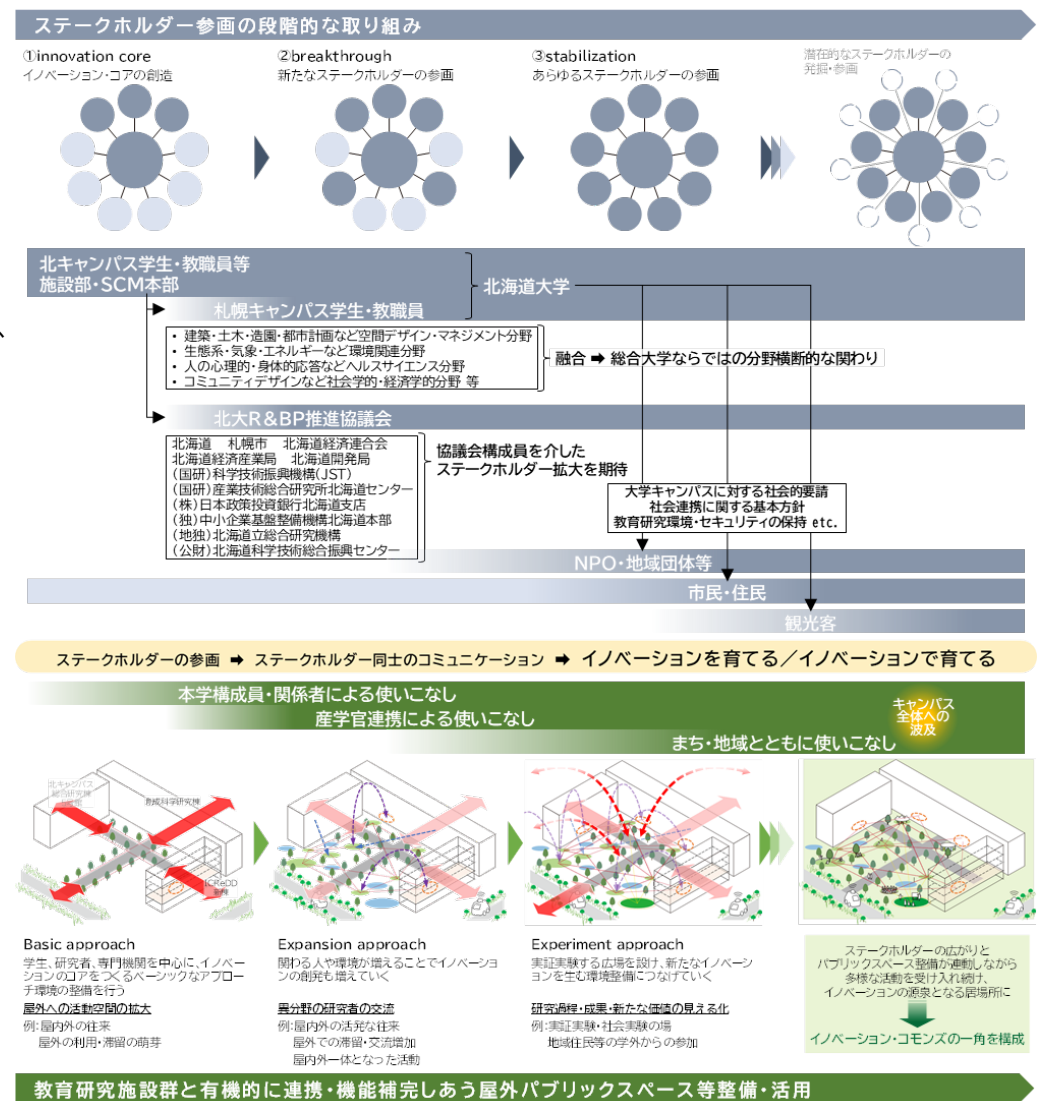 ステークホルダー参画の段階的な取り組み
①innovation core
イノベーション・コアの創造
②breakthrough
新たなステークホルダーの参画
③stabilization
あらゆるステークホルダーの参画
潜在的なステークホルダーの
発掘・参画
北キャンパス学生・教職員等
施設部・SCM本部
北海道大学
札幌キャンパス学生・教職員
• 建築・土木・造園・都市計画など空間デザイン・マネジメント分野
• 生態系・気象・エネルギーなど環境関連分野
• 人の心理的・身体的応答などヘルスサイエンス分野
• コミュニティデザインなど社会学的・経済学的分野 等
融合 ➡ 総合大学ならではの分野横断的な関わり
北大R＆BP推進協議会
北海道 札幌市 北海道経済連合会
北海道経済産業局 北海道開発局
（国研）科学技術振興機構（JST）
（国研）産業技術総合研究所北海道センター
（株）日本政策投資銀行北海道支店
（独）中小企業基盤整備機構北海道本部
（地独）北海道立総合研究機構
（公財）北海道科学技術総合振興センター
協議会構成員を介した
ステークホルダー拡大を期待
大学キャンパスに対する社会的要請
社会連携に関する基本方針
教育研究環境・セキュリティの保持 etc.
NPO・地域団体等
市民・住民
観光客
ステークホルダーの参画 ➡ ステークホルダー同士のコミュニケーション ➡ イノベーションを育てる／イノベーションで育てる
本学構成員・関係者による使いこなし
産学官連携による使いこなし
まち・地域とともに使いこなし
キャンパス
全体への
波及
北キャンパス
総合研究棟
創成科学研究棟
ICReDD
Basic approach
学生、研究者、専門機関を中心に、イノベー
ションのコアをつくるベーシックなアプロー
チ環境の整備を行う
屋外への活動空間の拡大
例：屋内外の往来
屋外の利用・滞留の萌芽
Expansion approach
関わる人や環境が増えることでイノベーショ
ンの創発も増えていく
異分野の研究者の交流
例：屋内外の活発な往来
屋外での滞留・交流増加
屋内外一体となった活動
Experiment approach
実証実験する広場を設け、新たなイノベーシ
ョンを生む環境整備につなげていく
研究過程・成果・新たな価値の見える化
例：実証実験・社会実験の場
地域住民等の学外からの参加
ステークホルダーの広がりと
パブリックスペース整備が連動しながら
多様な活動を受け入れ続け、
イノベーションの源泉となる居場所に
イノベーション・コモンズの一角を構成
教育研究施設群と有機的に連携・機能補完しあう屋外パブリックスペース等整備・活用